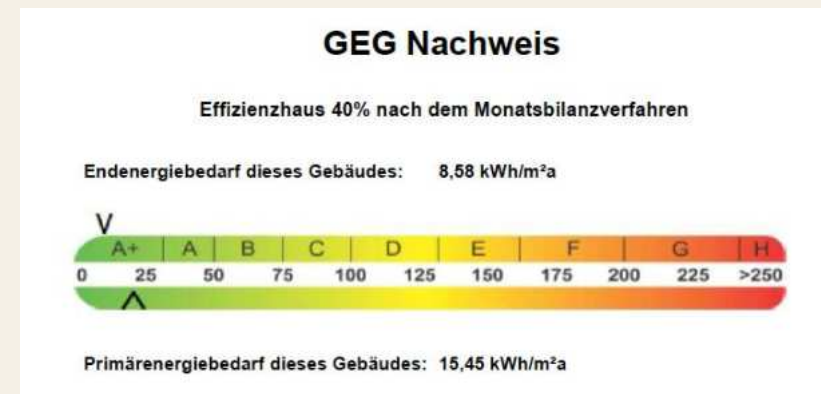 GEG Nachweis
Effizienzhaus 40% nach dem Monatsbilanzverfahren
Endenergiebedarf dieses Gebäudes: 8,58 kWh/m²a
A+ A B C D E F G H
0 25 50 75 100 125 150 175 200 225 >250
Primärenergiebedarf dieses Gebäudes: 15,45 kWh/m²a